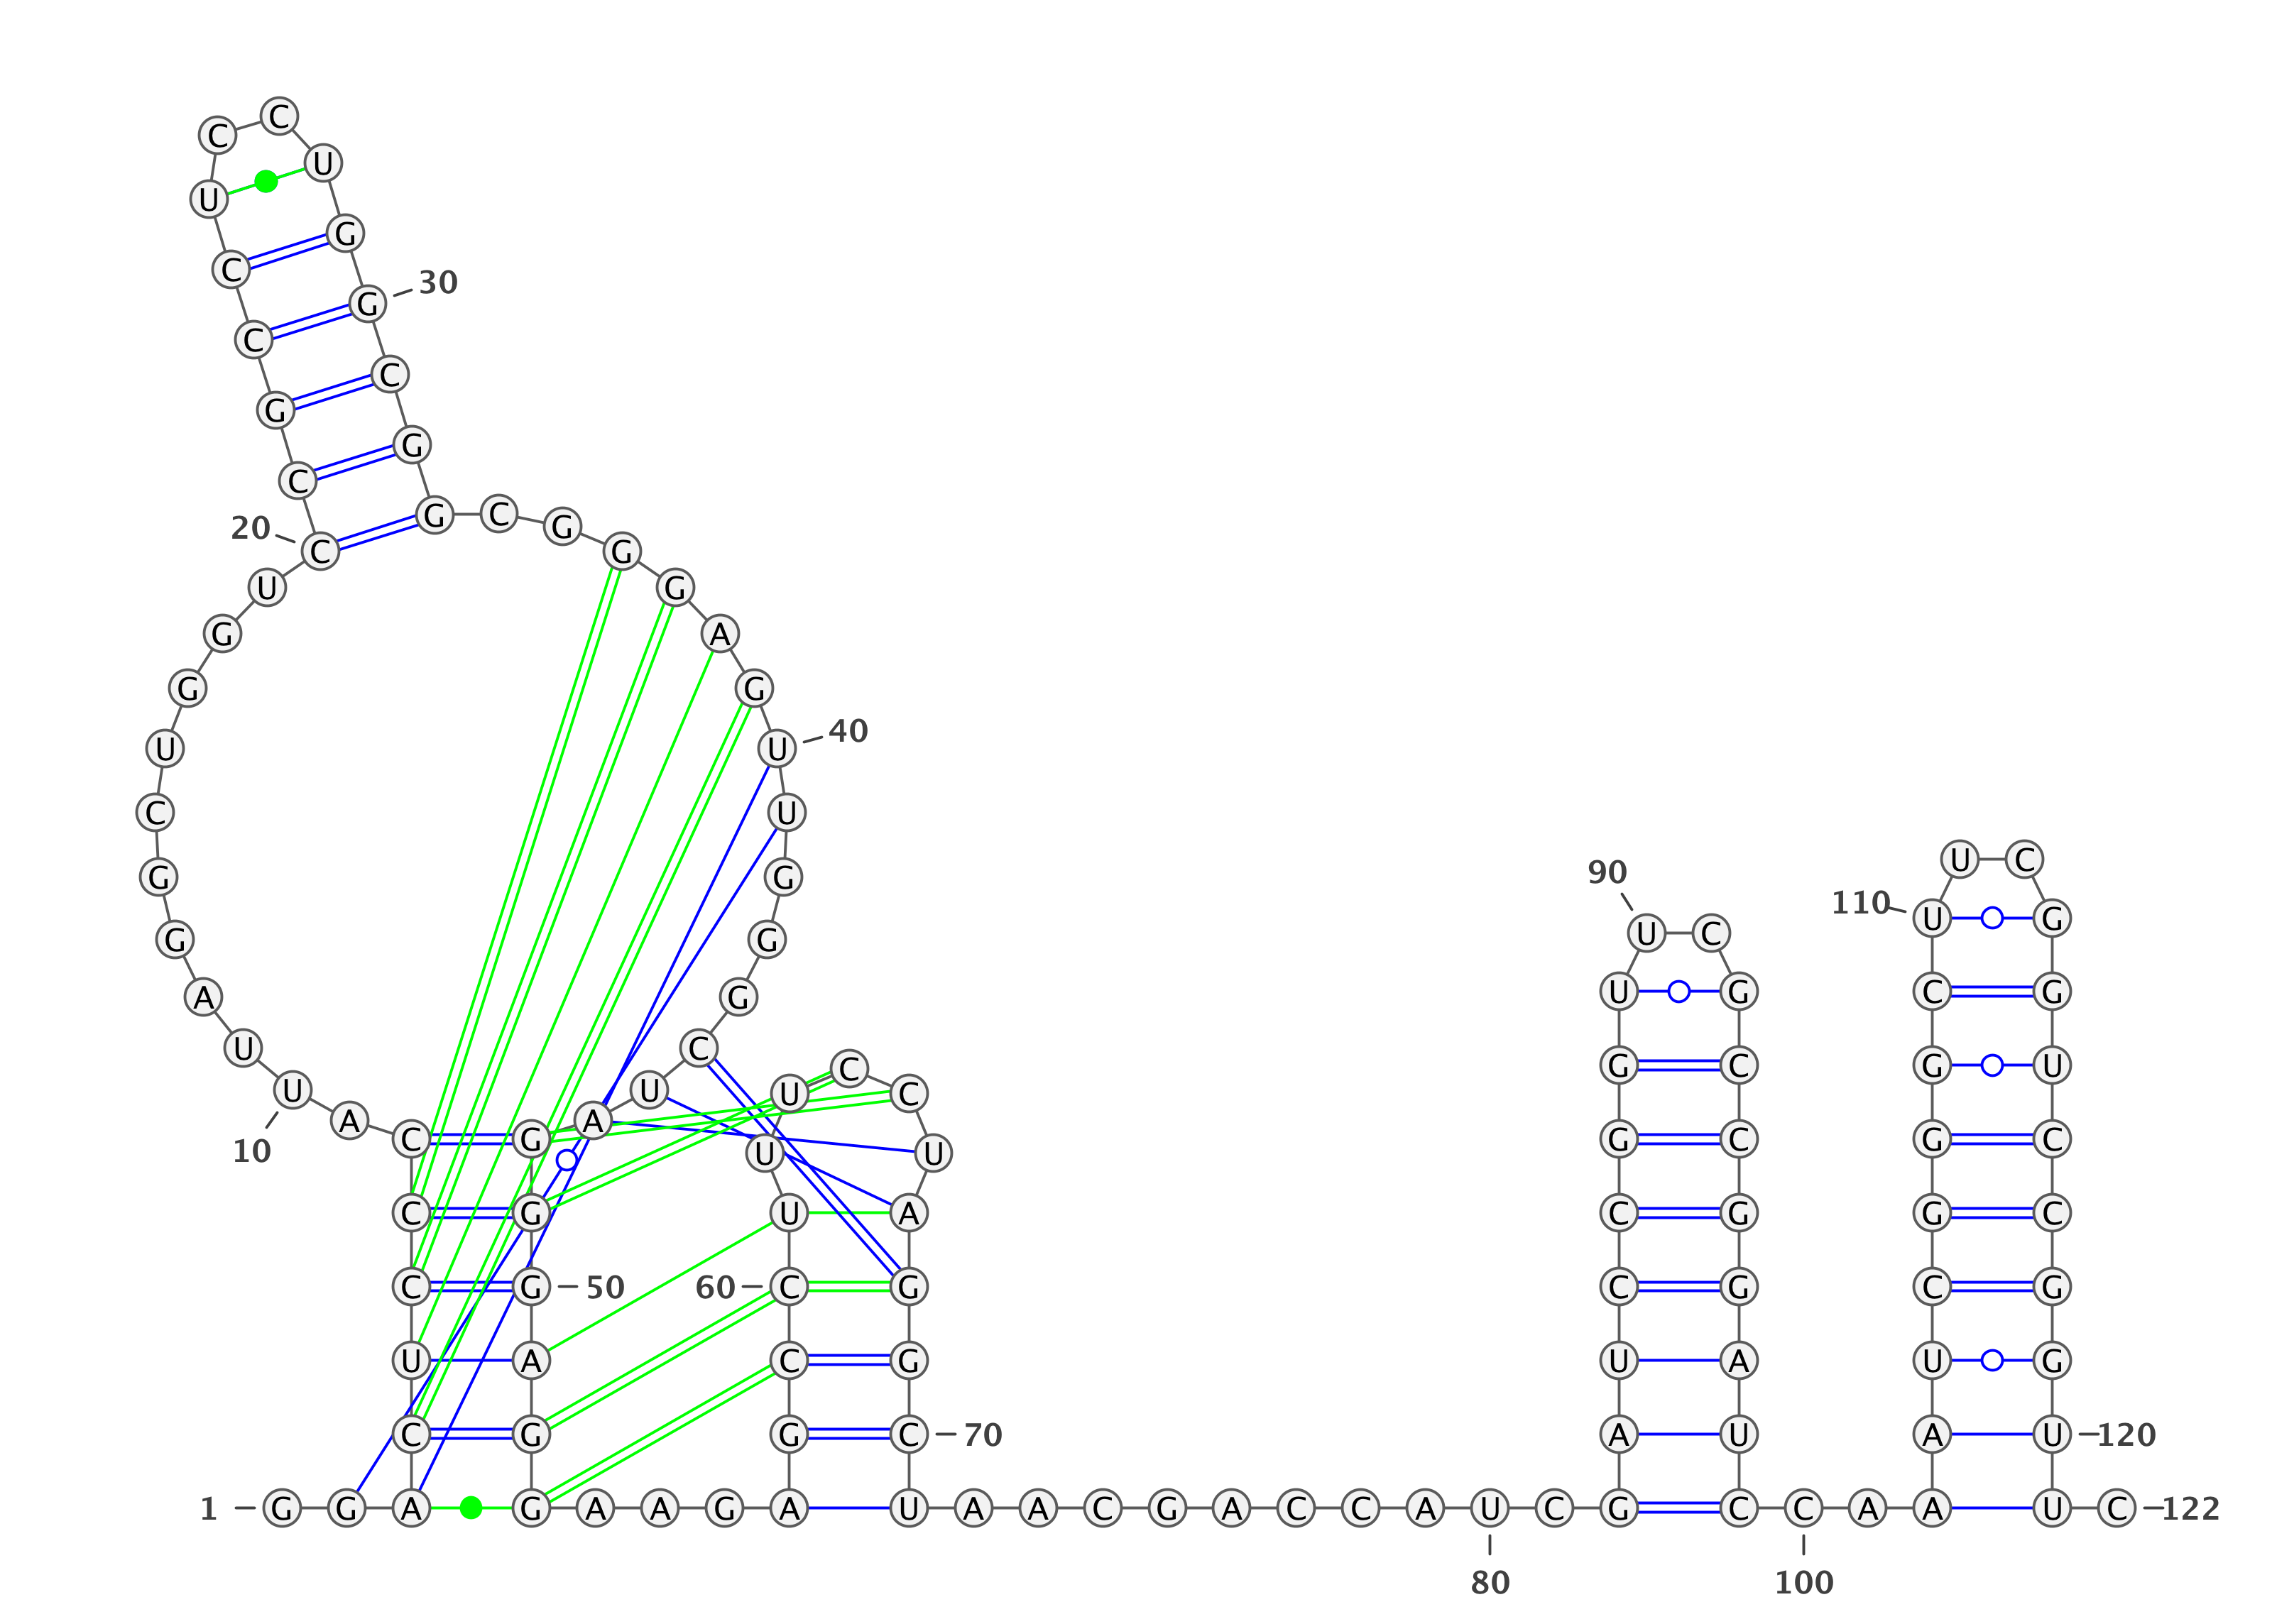 C
C
U
U
G
C
30
G
C
C
G
G
C
G C G
20 C G
U G
G A
G G
40
U U
C U
U C
90
G G
110 U G
U C
G G
U G C G
A G
U C
G C G U
C
U U U C
A A
C G G C G C
10 U U
C G U A C G G C
C G 50 60 C G C G C G
U A C G U A U G
C G G C 70 A U A U 120
1 G G A G A A G A U A A C G A C C A U C G C C A A U C 122
80 100